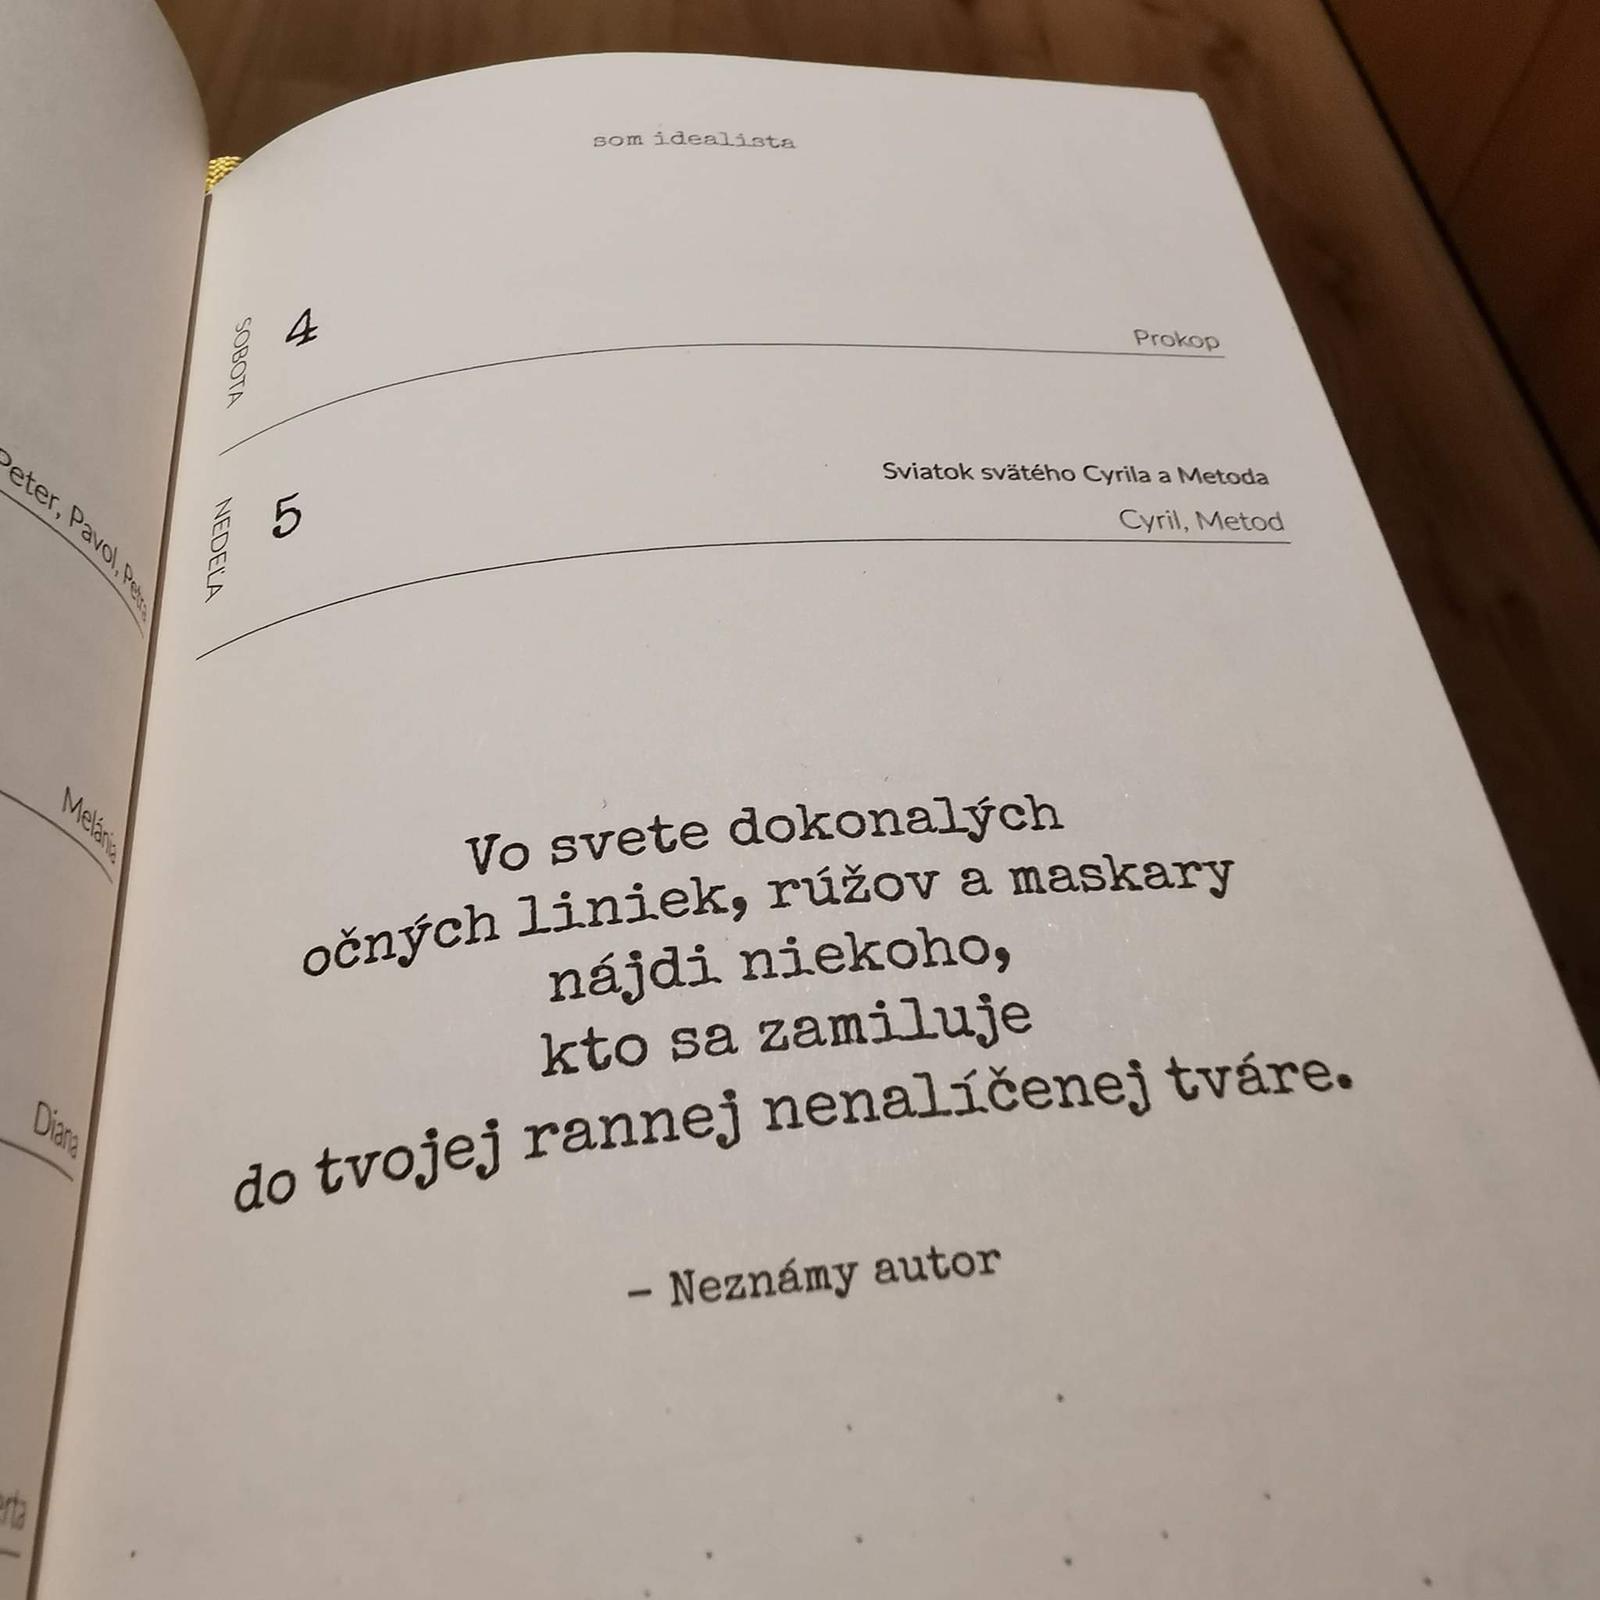 Peter, Pavol, Petra
Melánia
Diana
som idealista
SOBOTA
4
Prokop
Sviatok svätého Cyrila a Metoda
NEDEĽA
5
Cyril, Metod
Vo svete dokonalých
očných liniek, rúžov a maskary
nájdi niekoho,
kto sa zamiluje
do tvojej rannej nenalíčenej tváre.
– Neznámy autor